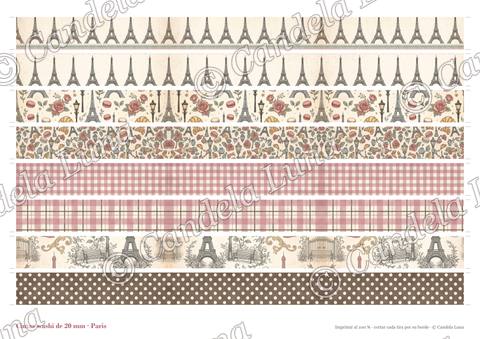 © Candela Luna
© Candela Luna
© Candela Luna
© Candela Luna
Cintas washi de 20 mm · Paris
Imprimir al 100 % · cortar cada tira por su borde · © Candela Luna